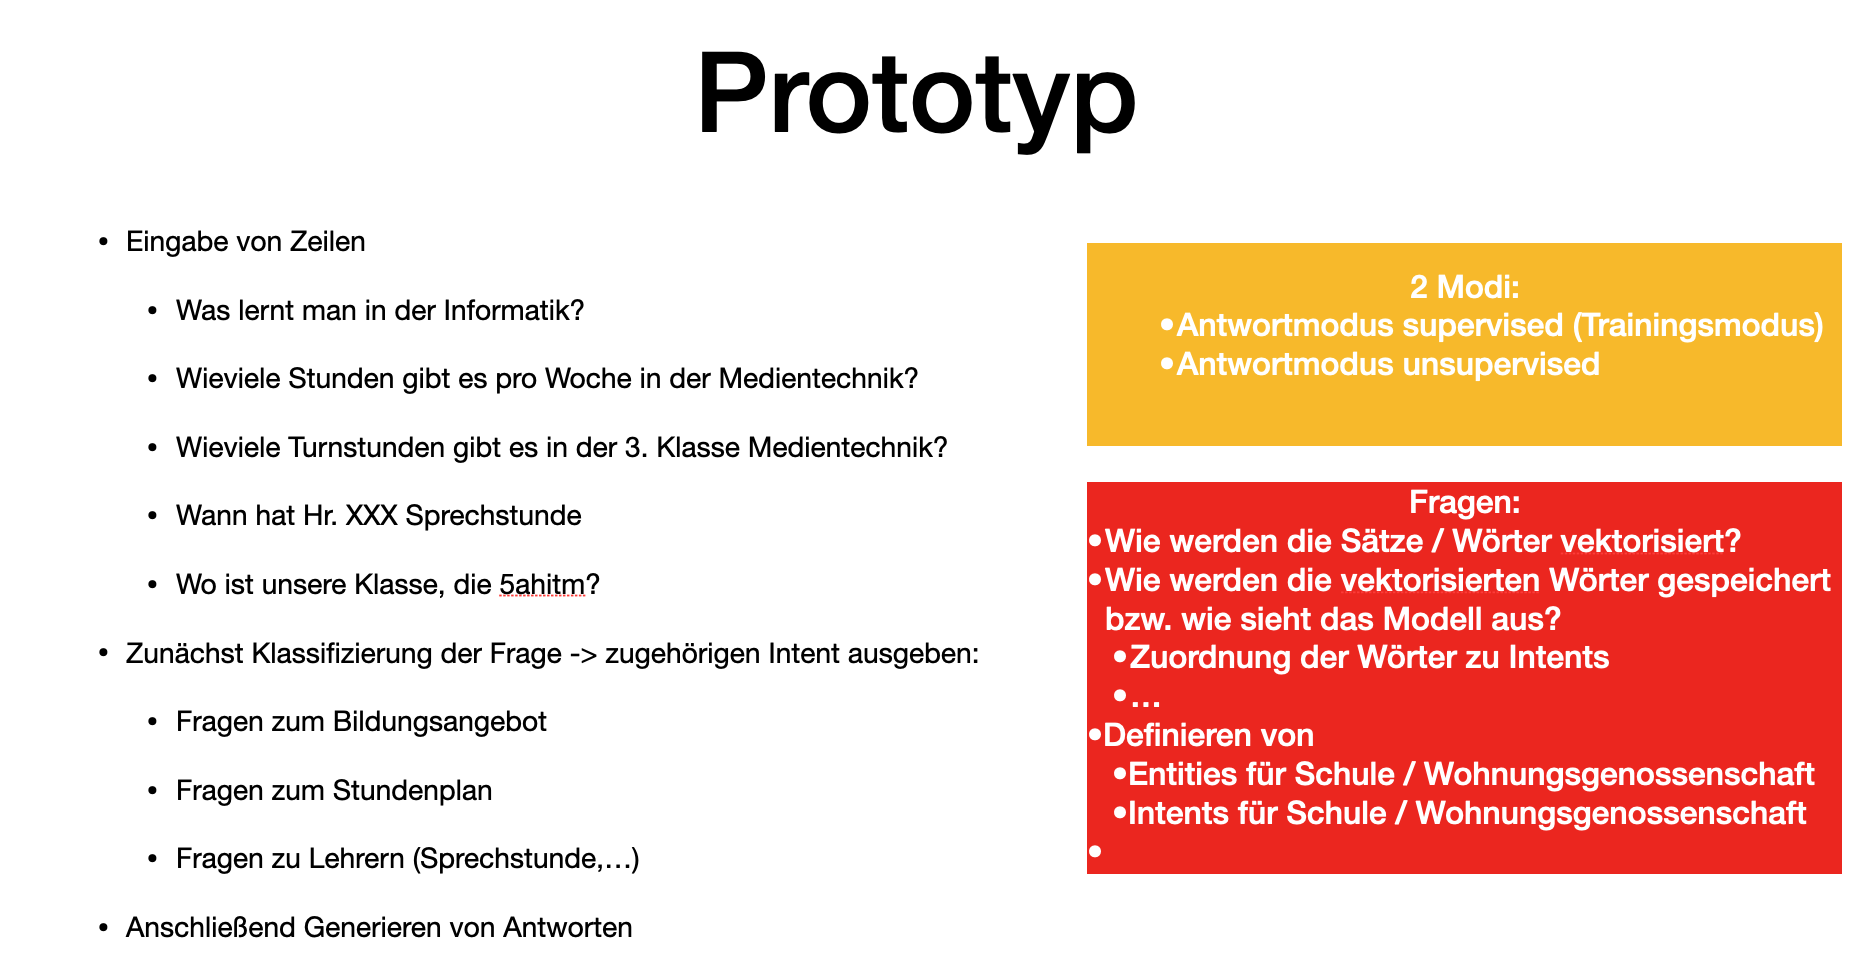 Prototyp
• Eingabe von Zeilen
• Was lernt man in der Informatik?
• Wieviele Stunden gibt es pro Woche in der Medientechnik?
• Wieviele Turnstunden gibt es in der 3. Klasse Medientechnik?
• Wann hat Hr. XXX Sprechstunde
• Wo ist unsere Klasse, die 5ahitm?
• Zunächst Klassifizierung der Frage -> zugehörigen Intent ausgeben:
• Fragen zum Bildungsangebot
• Fragen zum Stundenplan
• Fragen zu Lehrern (Sprechstunde,…)
• Anschließend Generieren von Antworten
2 Modi:
•Antwortmodus supervised (Trainingsmodus)
•Antwortmodus unsupervised
Fragen:
•Wie werden die Sätze / Wörter vektorisiert?
•Wie werden die vektorisierten Wörter gespeichert
bzw. wie sieht das Modell aus?
•Zuordnung der Wörter zu Intents
•…
•Definieren von
•Entities für Schule / Wohnungsgenossenschaft
•Intents für Schule / Wohnungsgenossenschaft
•